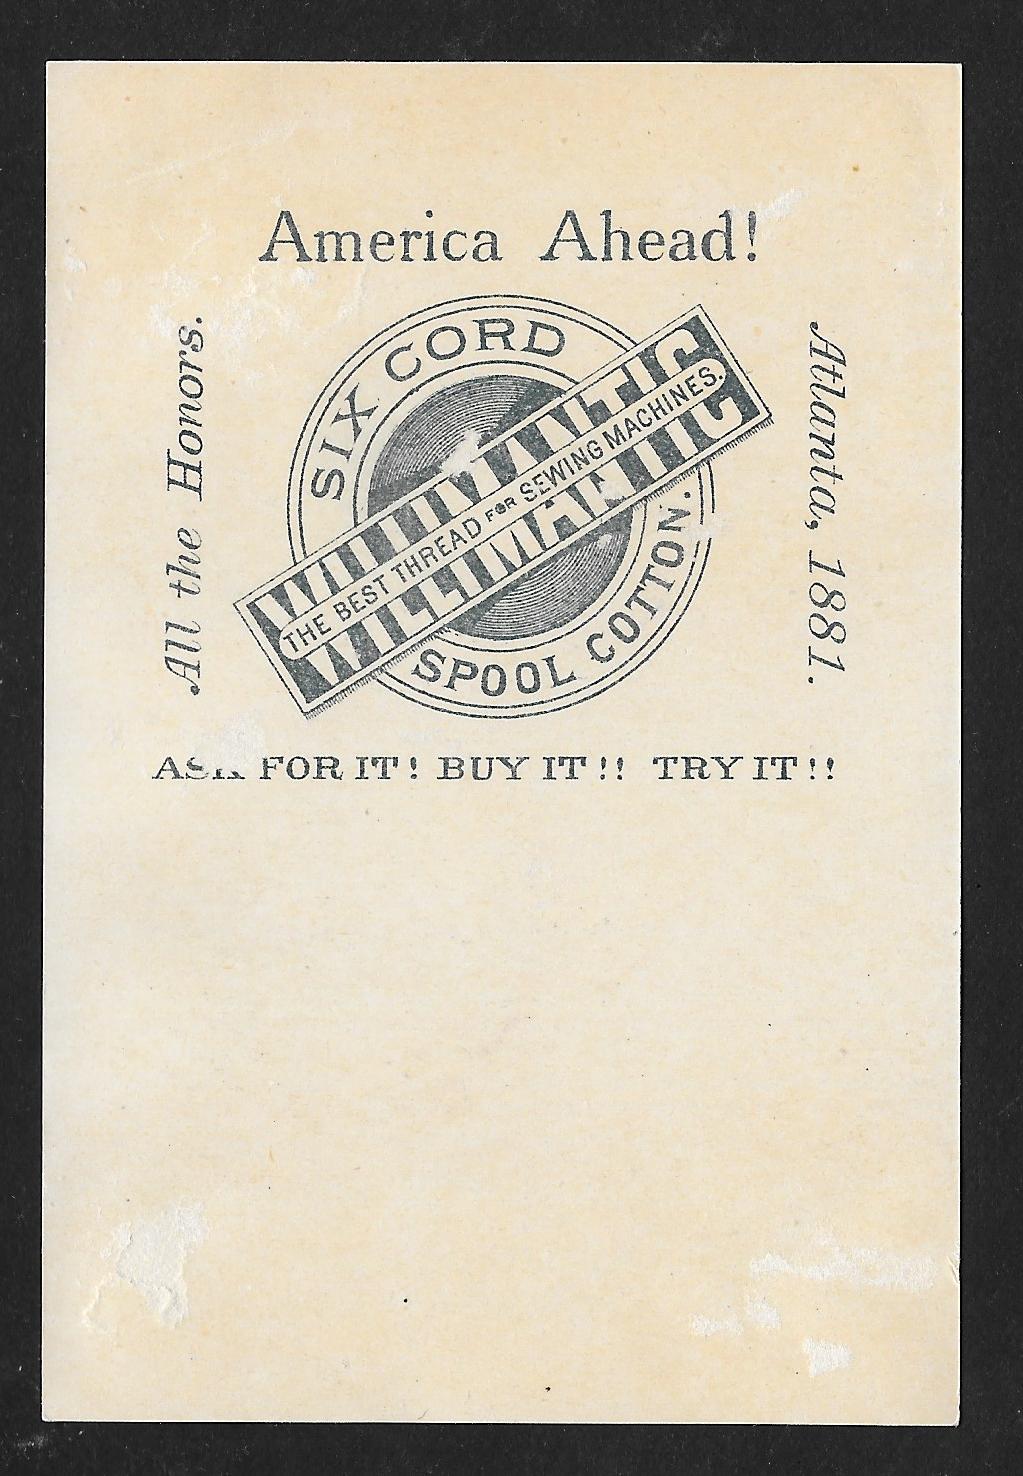 America Ahead!
All the Honors.
SIX CORD
WILLIMANTIC
THE BEST THREAD FOR SEWING MACHINES.
SPOOL COTTON.
Atlanta, 1881.
ASK FOR IT! BUY IT!! TRY IT!!